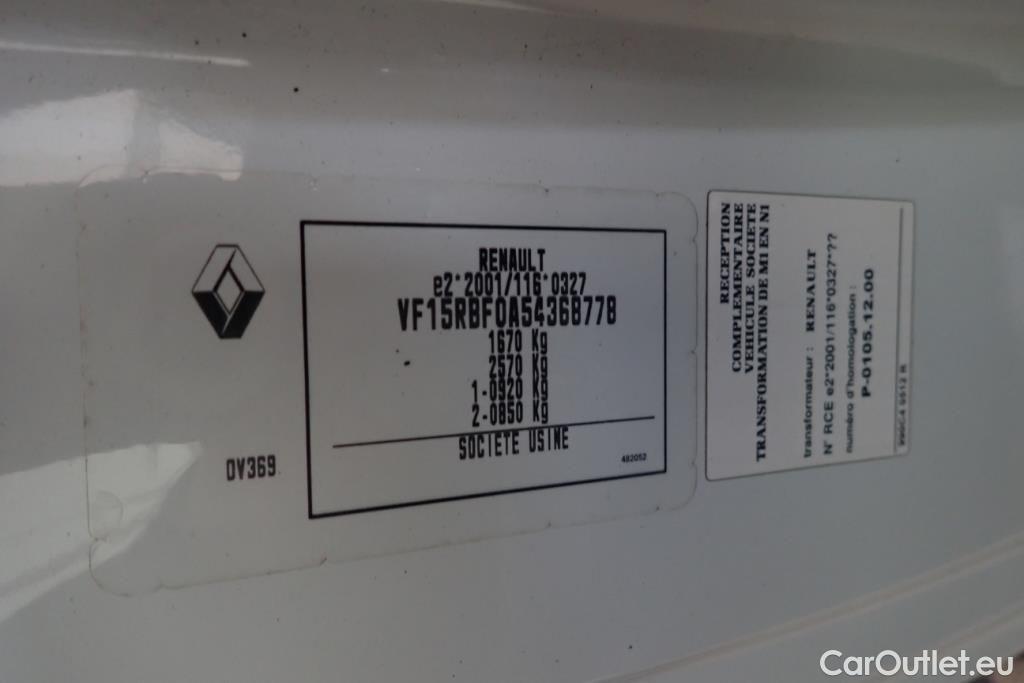 RENAULT
e2*2001/116*0327
VF15RBF0A54368778
1670 Kg
2570 Kg
1-0920 Kg
2-0850 Kg
SOCIETE USINE
482052
OV369
RECEPTION
COMPLEMENTAIRE
VEHICULE SOCIETE
TRANSFORMATION DE M1 EN N1
transformateur : RENAULT
N° RCE e2*2001/116*0327*??
numéro d'homologation :
P-0105.12.00
CarOutlet.eu